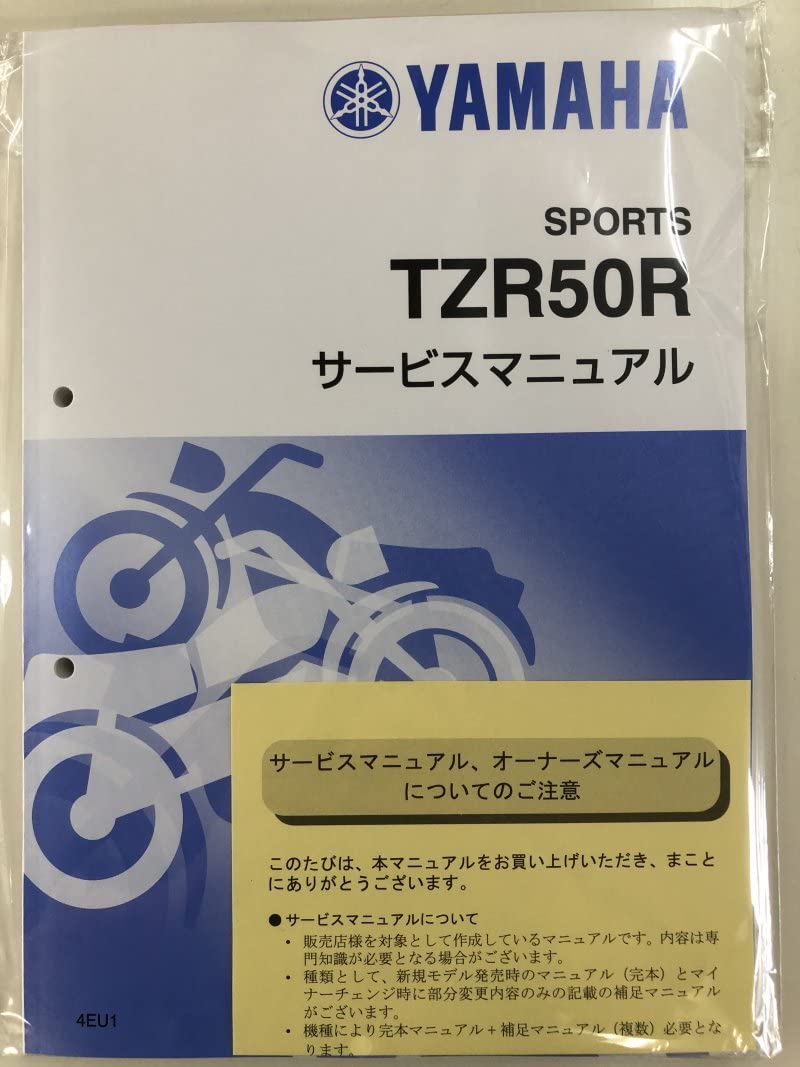 YAMAHA
SPORTS
TZR50R
サービスマニュアル
サービスマニュアル、オーナーズマニュアル
についてのご注意
このたびは、本マニュアルをお買い上げいただき、まこと
にありがとうございます。
●サービスマニュアルについて
・ 販売店様を対象として作成しているマニュアルです。内容は専
門知識が必要となる場合がございます。
・ 種類として、新規モデル発売時のマニュアル（完本）とマイ
ナーチェンジ時に部分変更内容のみの記載の補足マニュアル
がございます。
・ 機種により完本マニュアル＋補足マニュアル（複数）必要とな
ります。
4EU1